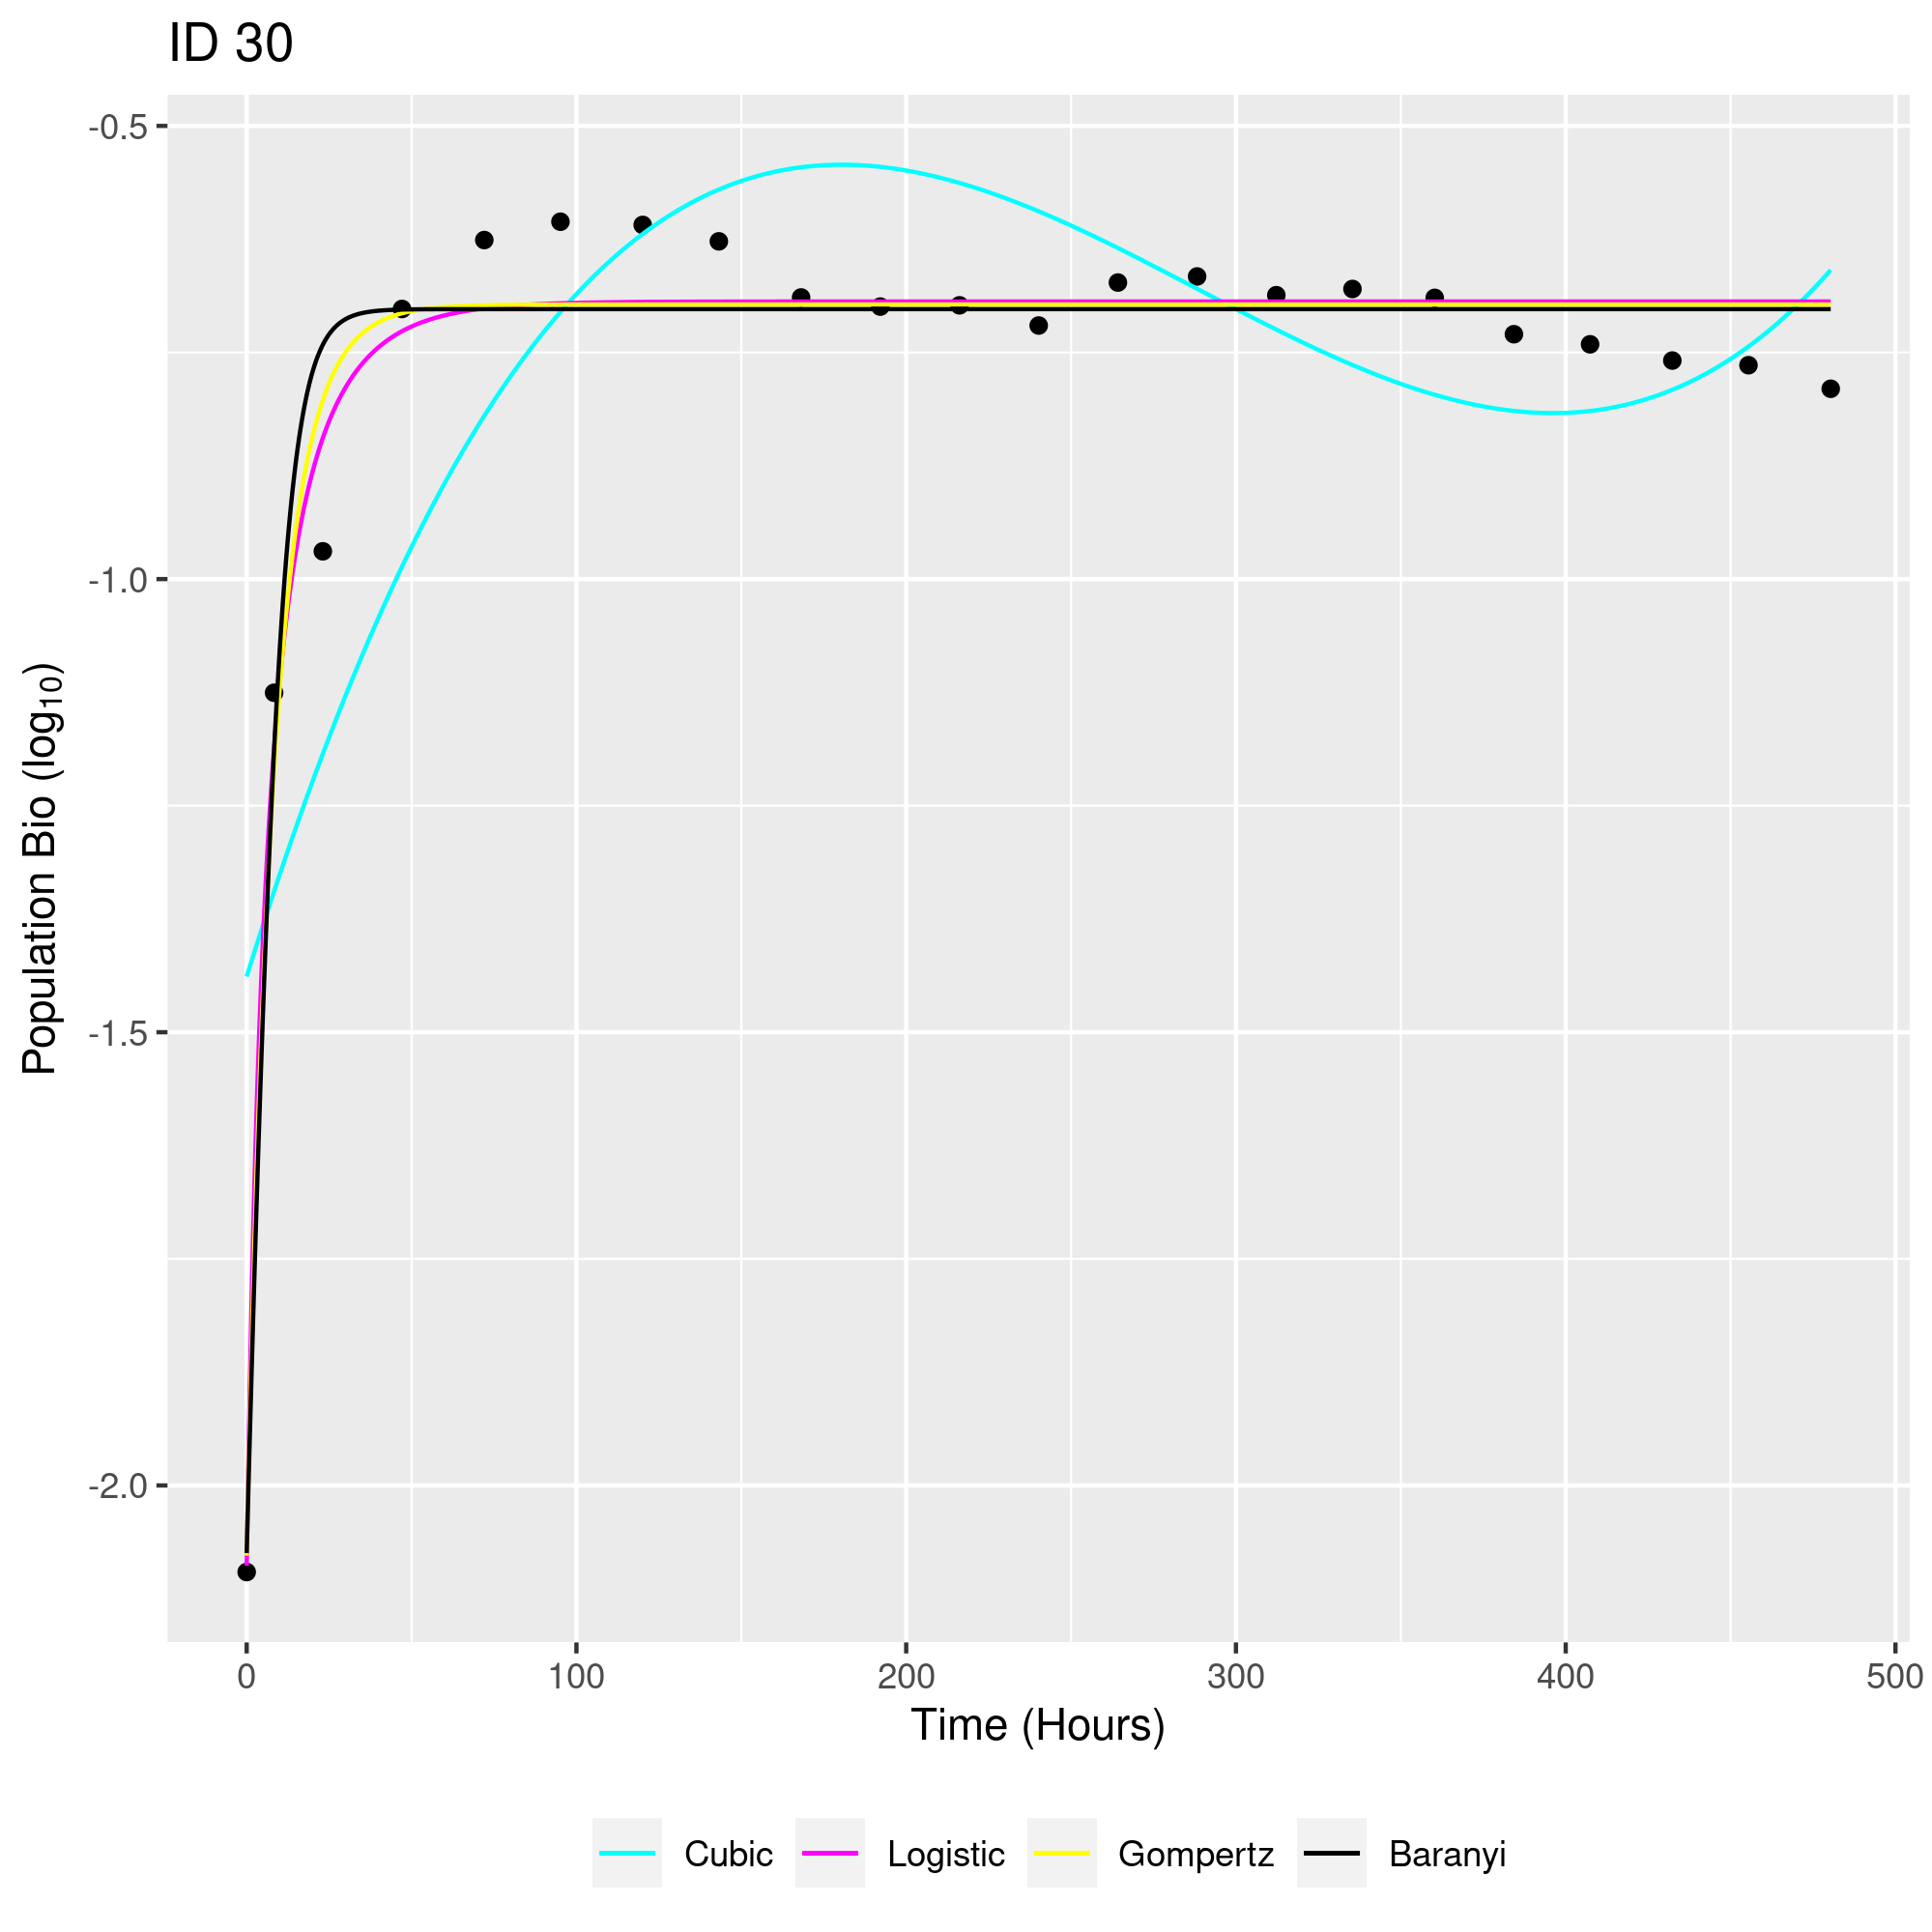 ID 30
-0.5
-1.0
-1.5
-2.0
Population Bio (log₁₀)
0 100 200 300 400 500
Time (Hours)
Cubic Logistic Gompertz Baranyi